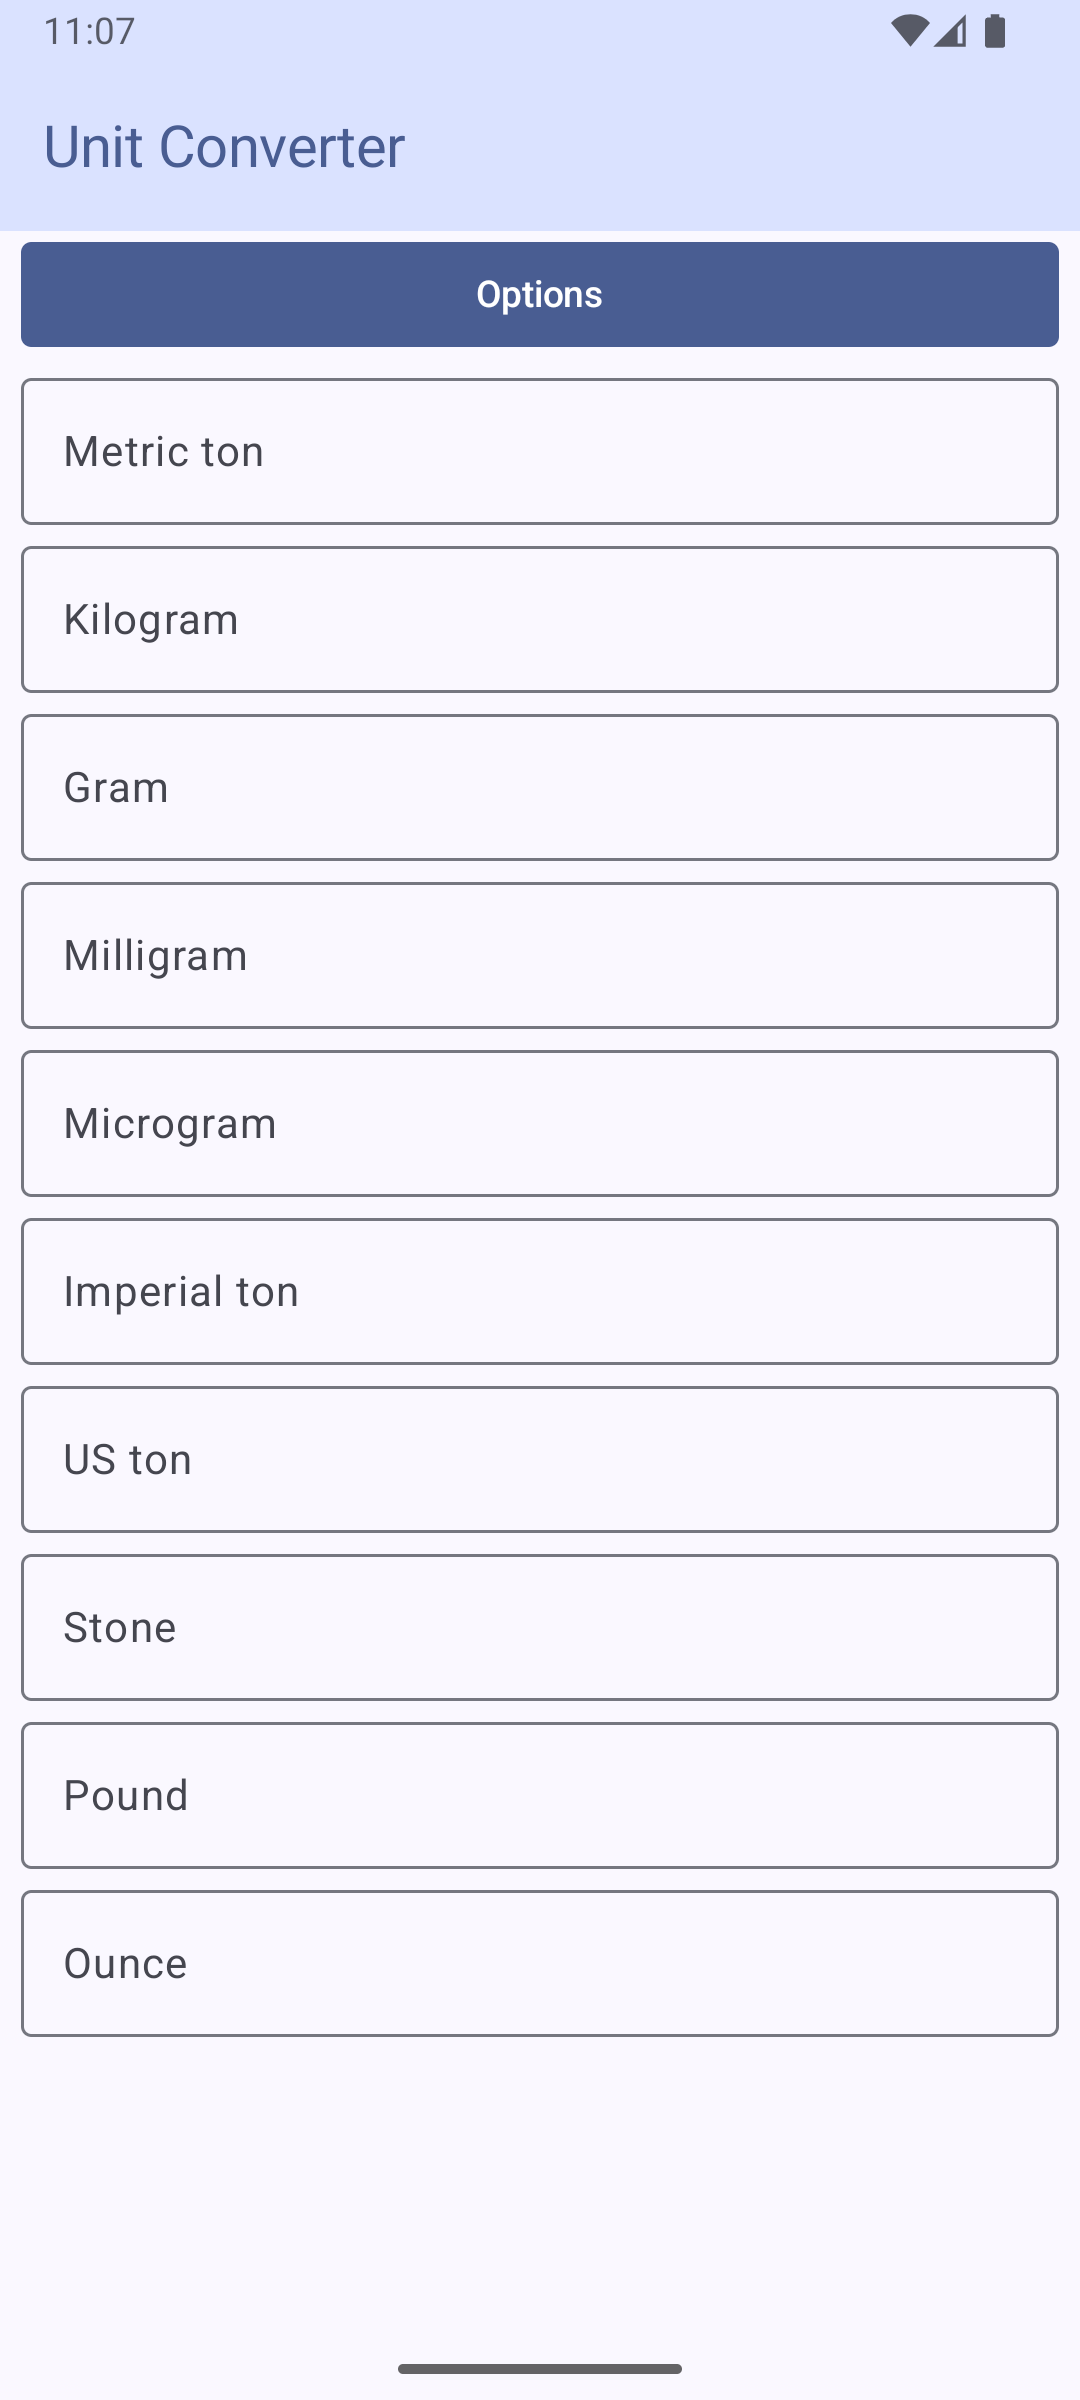 11:07
Unit Converter
Options
Metric ton
Kilogram
Gram
Milligram
Microgram
Imperial ton
US ton
Stone
Pound
Ounce